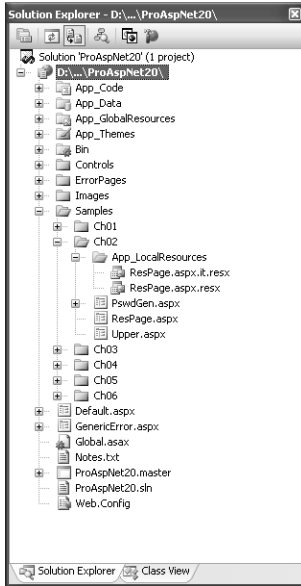 Solution Explorer - D:\...\ProAspNet20\
Solution 'ProAspNet20' (1 project)
D:\...\ProAspNet20\
App_Code
App_Data
App_GlobalResources
App_Themes
Bin
Controls
ErrorPages
Images
Samples
Ch01
Ch02
App_LocalResources
ResPage.aspx.it.resx
ResPage.aspx.resx
PswdGen.aspx
ResPage.aspx
Upper.aspx
Ch03
Ch04
Ch05
Ch06
Default.aspx
GenericError.aspx
Global.asax
Notes.txt
ProAspNet20.master
ProAspNet20.sln
Web.Config
Solution Explorer Class View